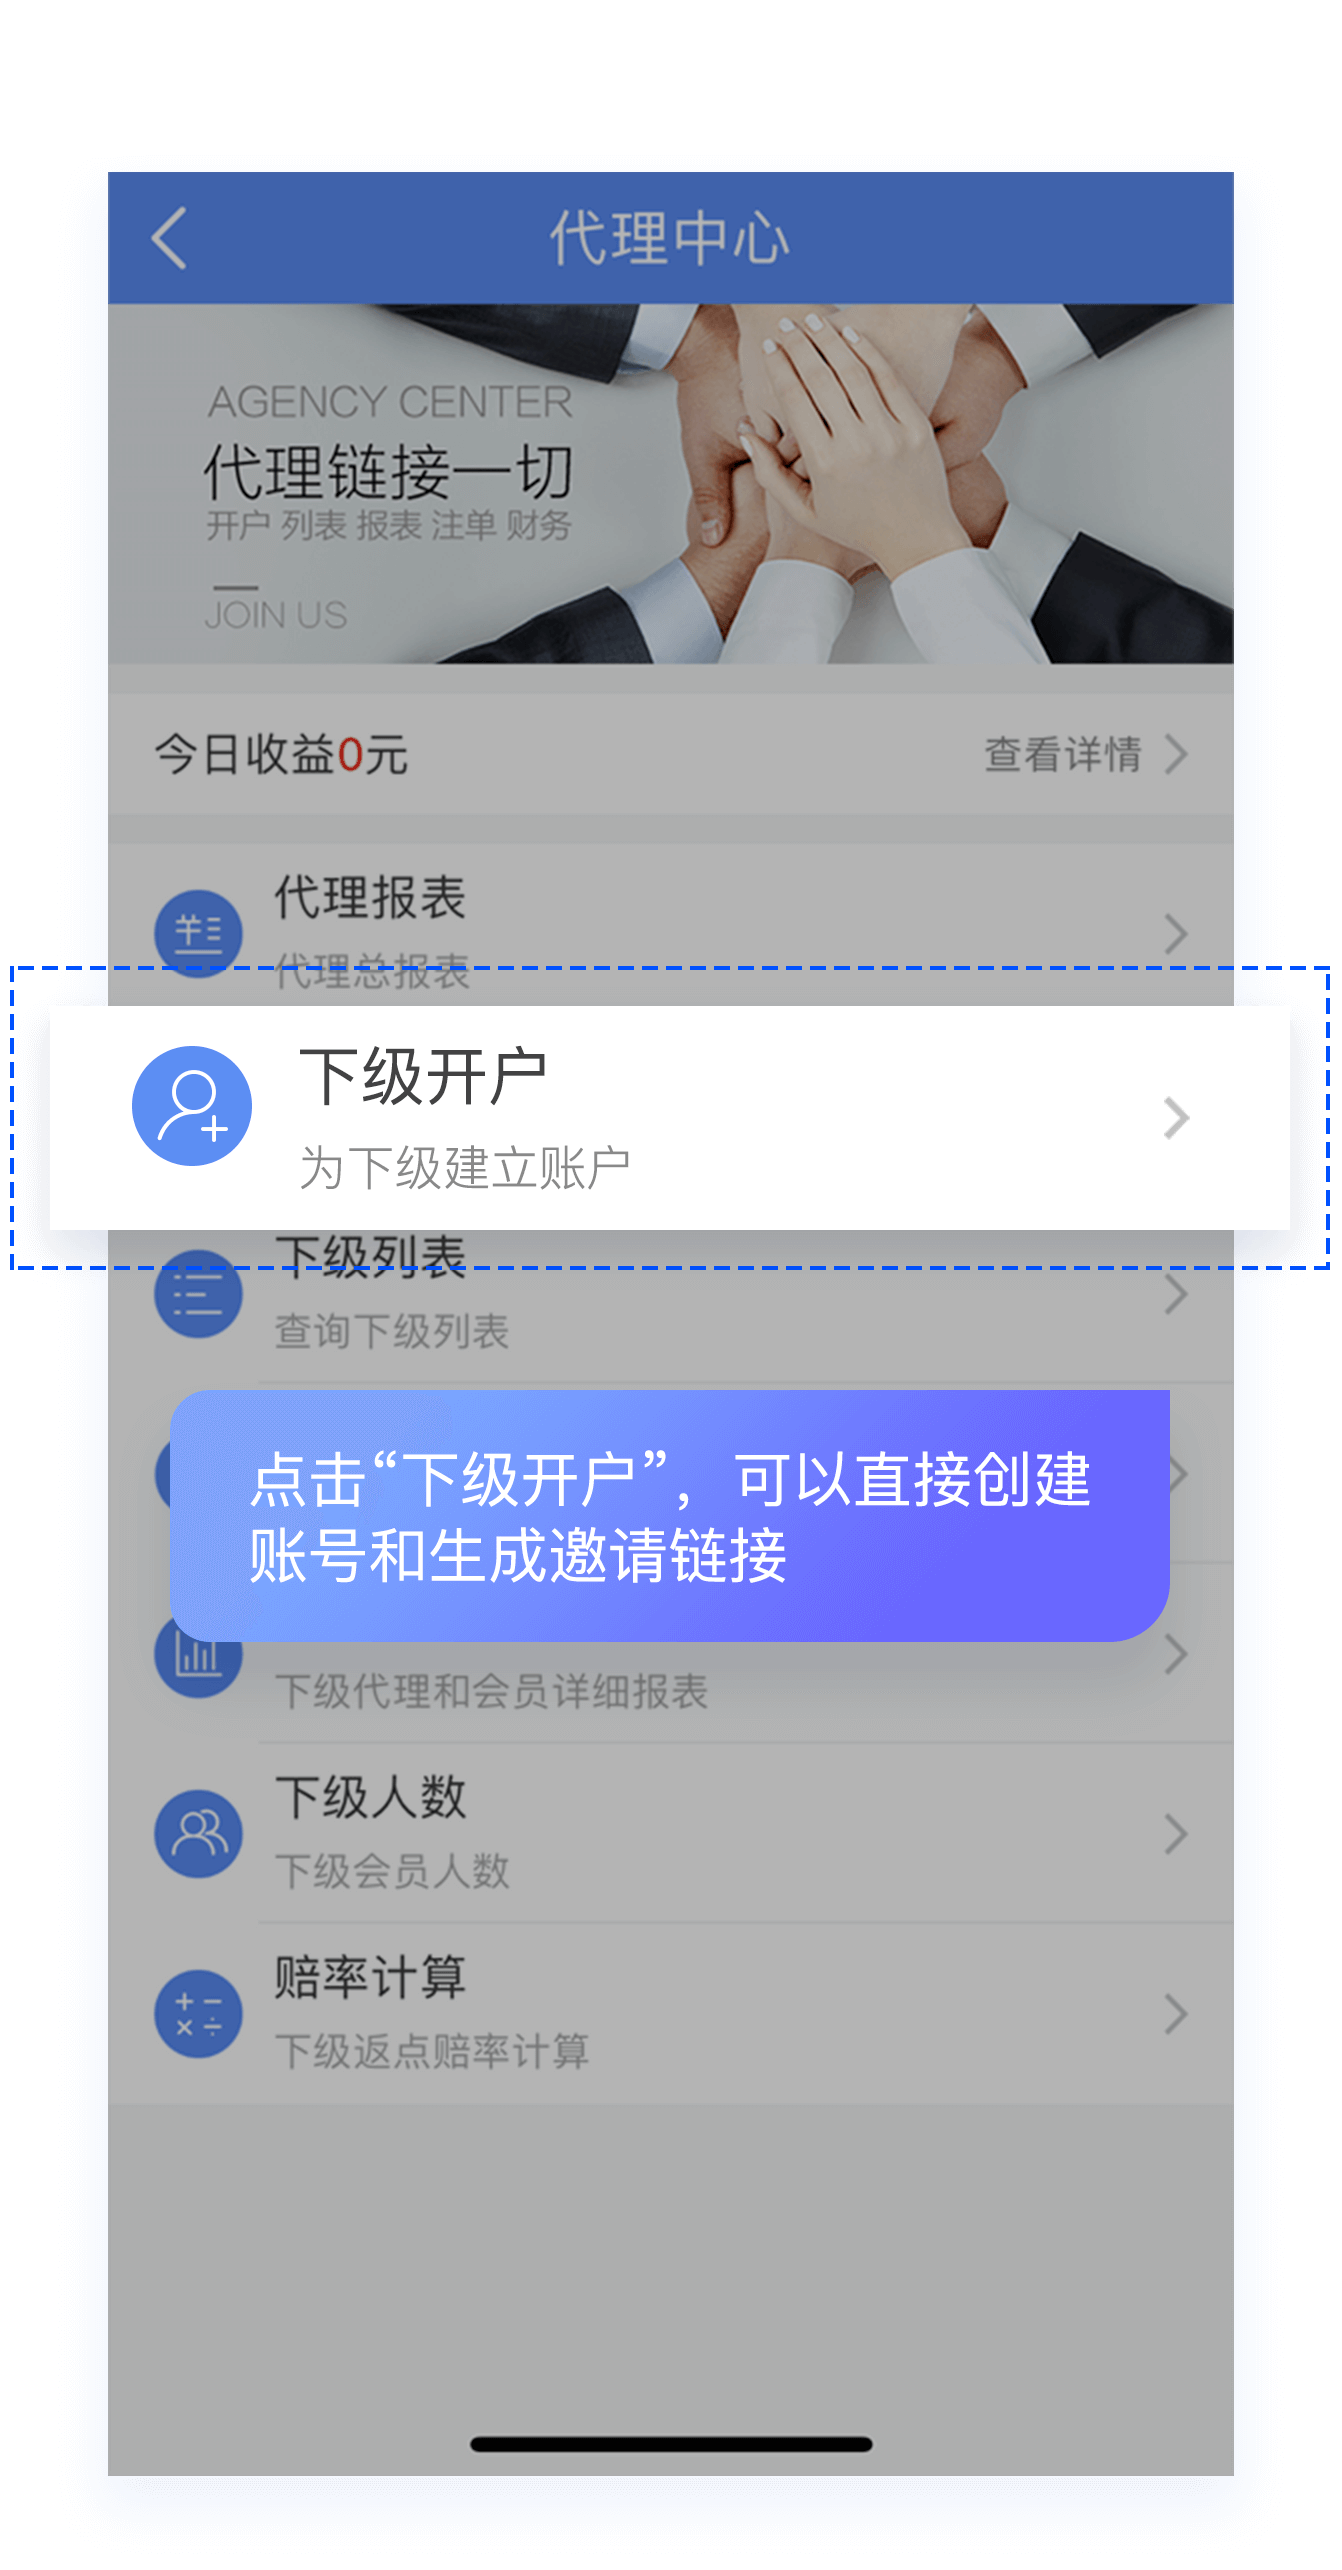 代理中心
AGENCY CENTER
代理链接一切
开户 列表 报表 注单 财务
JOIN US
今日收益0元
查看详情
代理报表
代理总报表
下级开户
为下级建立账户
下级列表
查询下级列表
点击“下级开户”，可以直接创建
账号和生成邀请链接
下级代理和会员详细报表
下级人数
下级会员人数
赔率计算
下级返点赔率计算